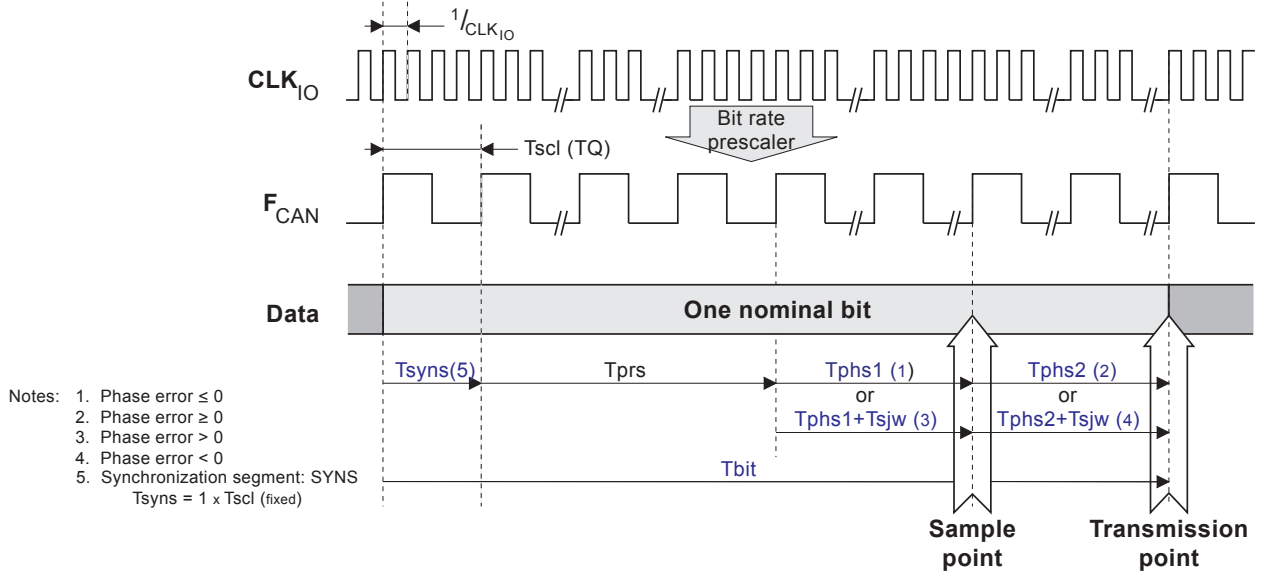 1/CLKIO
CLKIO
Bit rate
prescaler
Tscl (TQ)
FCAN
Data
One nominal bit
Tsyns(5)
Tprs
Tphs1 (1)
Tphs2 (2)
or
or
Tphs1+Tsjw (3)
Tphs2+Tsjw (4)
Tbit
Notes: 1. Phase error ≤ 0
2. Phase error ≥ 0
3. Phase error > 0
4. Phase error < 0
5. Synchronization segment: SYNS
Tsyns = 1 x Tscl (fixed)
Sample
point
Transmission
point